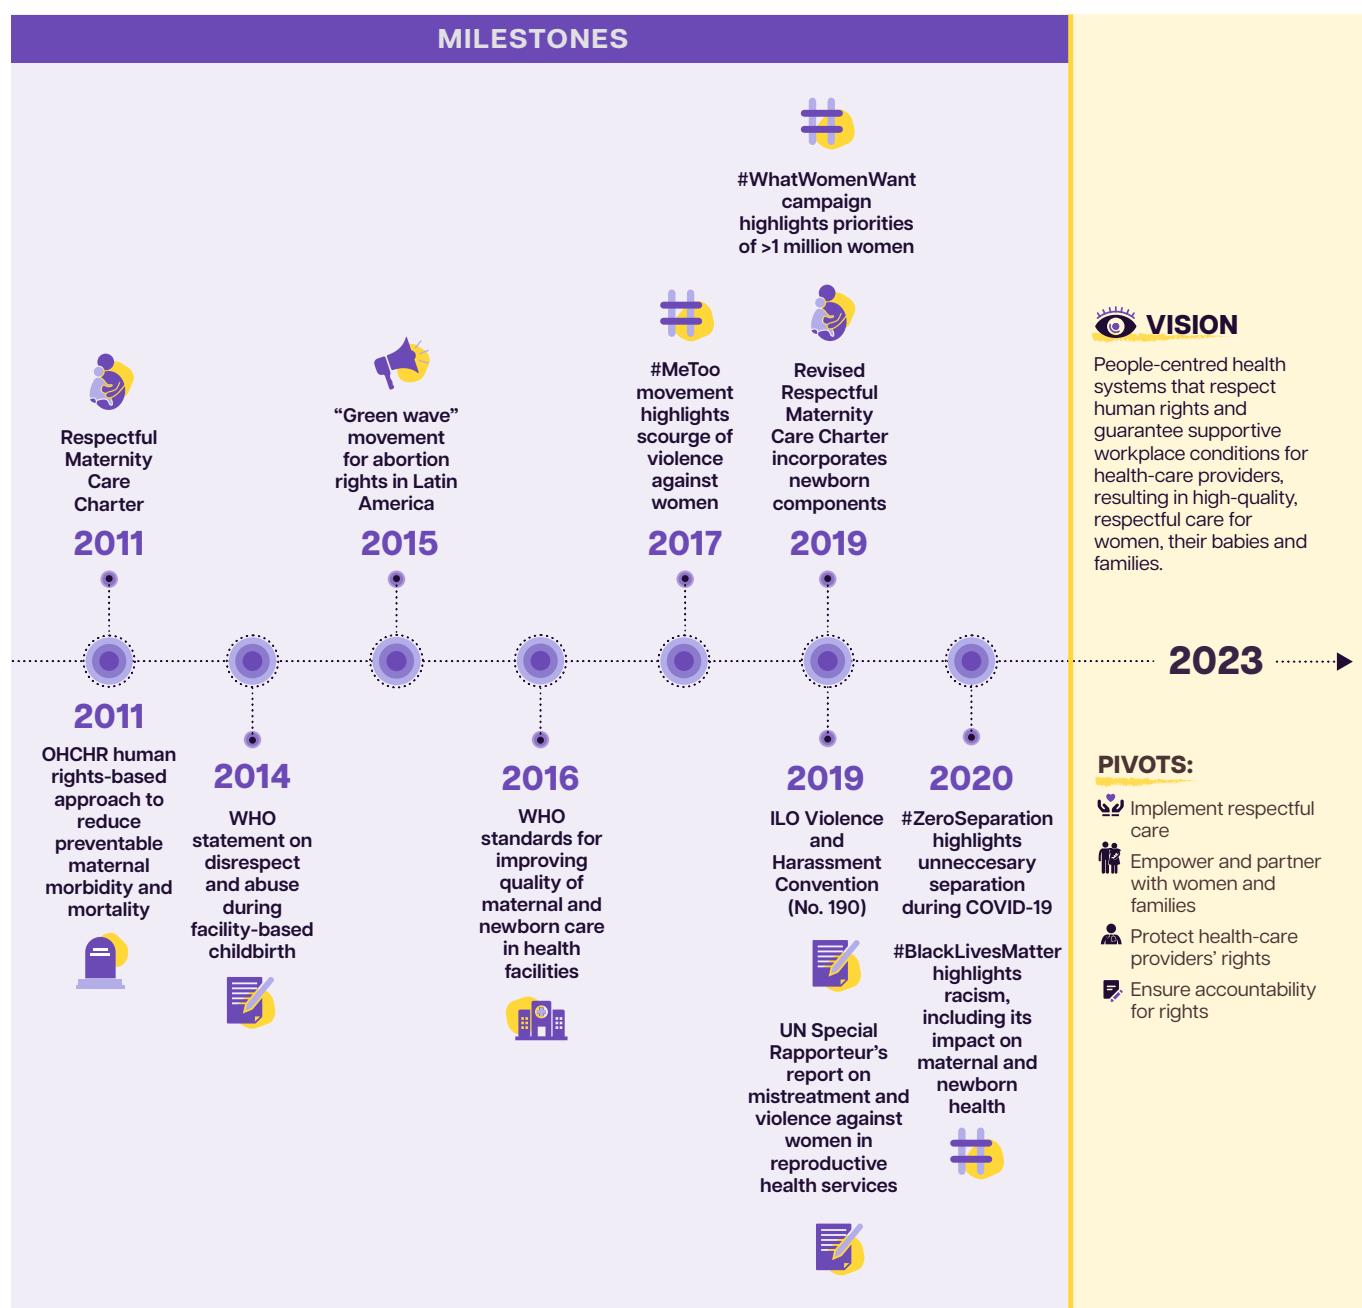 MILESTONES
#WhatWomenWant
campaign
highlights priorities
of >1 million women
Respectful
Maternity
Care
Charter
2011
“Green wave”
movement
for abortion
rights in Latin
America
2015
#MeToo
movement
highlights
scourge of
violence
against
women
2017
Revised
Respectful
Maternity
Care Charter
incorporates
newborn
components
2019
2011
OHCHR human
rights-based
approach to
reduce
preventable
maternal
morbidity and
mortality
2014
WHO
statement on
disrespect
and abuse
during
facility-based
childbirth
2016
WHO
standards for
improving
quality of
maternal and
newborn care
in health
facilities
2019
ILO Violence
and
Harassment
Convention
(No. 190)
UN Special
Rapporteur’s
report on
mistreatment and
violence against
women in
reproductive
health services
2020
#ZeroSeparation
highlights
unneccesary
separation
during COVID-19
#BlackLivesMatter
highlights
racism,
including its
impact on
maternal and
newborn
health
VISION
People-centred health
systems that respect
human rights and
guarantee supportive
workplace conditions for
health-care providers,
resulting in high-quality,
respectful care for
women, their babies and
families.
2023
PIVOTS:
Implement respectful
care
Empower and partner
with women and
families
Protect health-care
providers’ rights
Ensure accountability
for rights